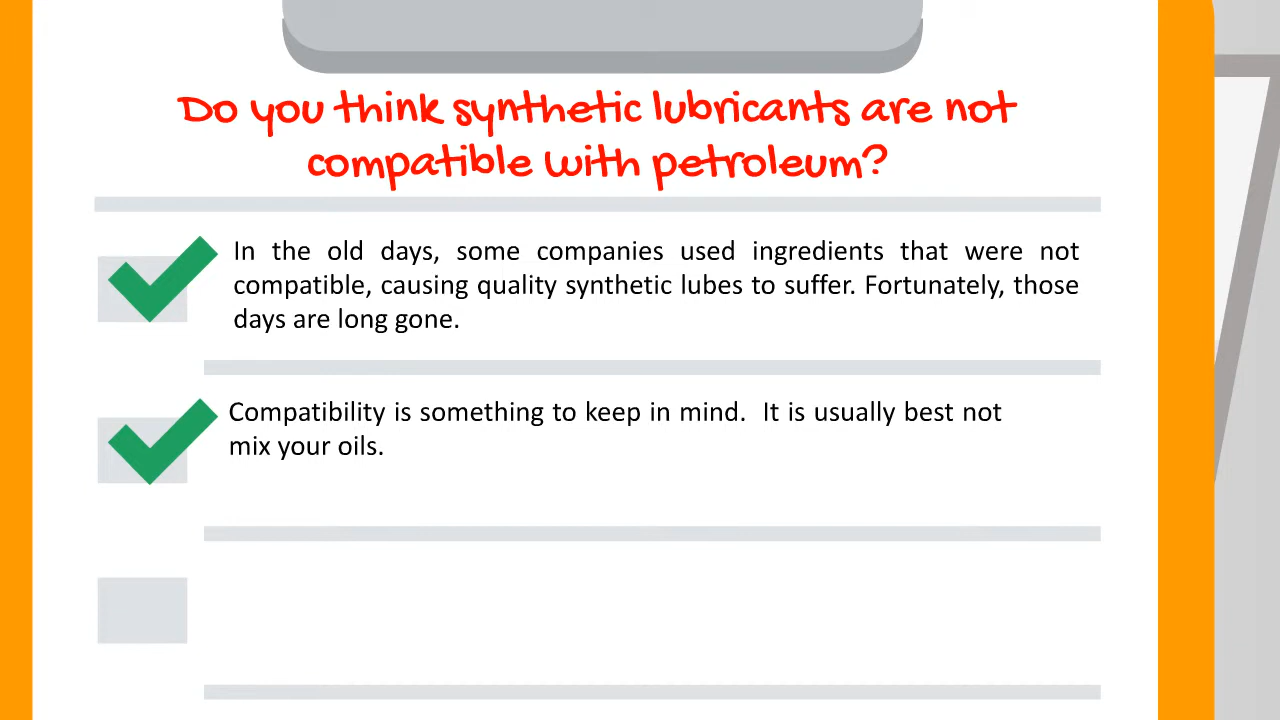 Do you think synthetic lubricants are not
compatible with petroleum?
In the old days, some companies used ingredients that were not
compatible, causing quality synthetic lubes to suffer. Fortunately, those
days are long gone.
Compatibility is something to keep in mind.  It is usually best not
mix your oils.